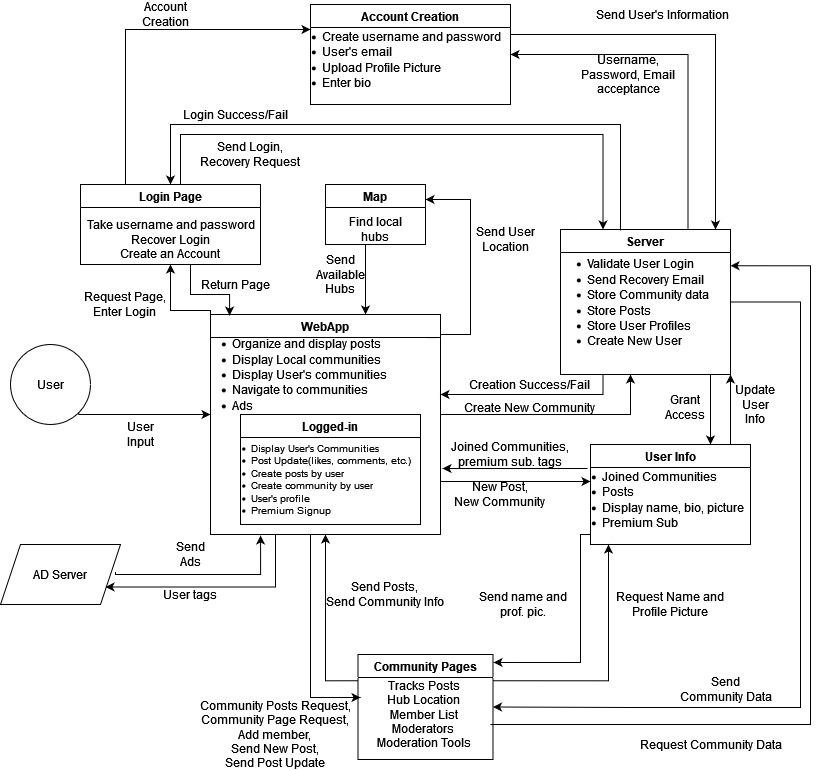 Account
Creation
Account Creation
Create username and password
User's email
Upload Profile Picture
Enter bio
Send User's Information
Username,
Password, Email
acceptance
Login Success/Fail
Send Login,
Recovery Request
Login Page
Take username and password
Recover Login
Create an Account
Map
Find local
hubs
Send User
Location
Server
Validate User Login
Send Recovery Email
Store Community data
Store Posts
Store User Profiles
Create New User
Send
Available
Hubs
Request Page,
Enter Login
Return Page
WebApp
Organize and display posts
Display Local communities
Display User's communities
Navigate to communities
Ads
User
User
Input
Creation Success/Fail
Create New Community
Grant
Access
Update
User
Info
Logged-in
Display User's Communities
Post Update(likes, comments, etc.)
Create posts by user
Create community by user
User's profile
Premium Signup
Joined Communities,
premium sub. tags
New Post,
New Community
User Info
Joined Communities
Posts
Display name, bio, picture
Premium Sub
AD Server
Send
Ads
User tags
Send Posts,
Send Community Info
Send name and
prof. pic.
Request Name and
Profile Picture
Community Pages
Tracks Posts
Hub Location
Member List
Moderators
Moderation Tools
Community Posts Request,
Community Page Request,
Add member,
Send New Post,
Send Post Update
Send
Community Data
Request Community Data